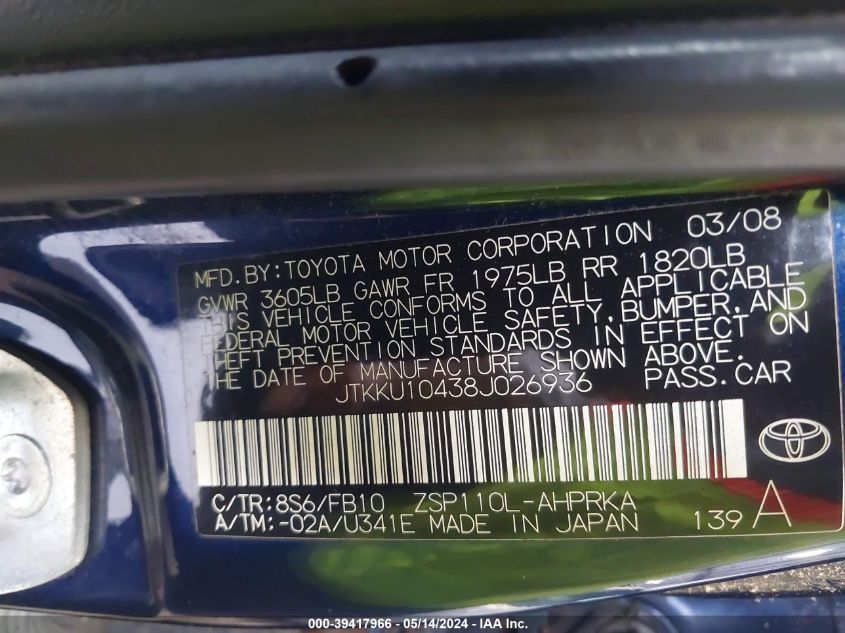 MFD.BY:TOYOTA MOTOR CORPORATION 03/08
GVWR 3605LB GAWR FR 1975LB RR 1820LB
THIS VEHICLE CONFORMS TO ALL APPLICABLE
FEDERAL MOTOR VEHICLE SAFETY,BUMPER,AND
THEFT PREVENTION STANDARDS IN EFFECT ON
THE DATE OF MANUFACTURE SHOWN ABOVE.
JTKKU10438J026936 PASS.CAR
C/TR:8S6/FB10 ZSP110L-AHPRKA
A/TM:-02A/U341E MADE IN JAPAN 139 A
000-39417966 - 05/14/2024 - IAA Inc.